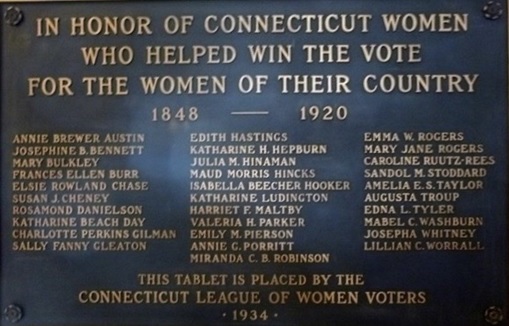 IN HONOR OF CONNECTICUT WOMEN
WHO HELPED WIN THE VOTE
FOR THE WOMEN OF THEIR COUNTRY
1848 — 1920
ANNIE BREWER AUSTIN
JOSEPHINE B. BENNETT
MARY BULKLEY
FRANCES ELLEN BURR
ELSIE ROWLAND CHASE
SUSAN J. CHENEY
ROSAMOND DANIELSON
KATHARINE BEACH DAY
CHARLOTTE PERKINS GILMAN
SALLY FANNY GLEATON
EDITH HASTINGS
KATHARINE H. HEPBURN
JULIA M. HINAMAN
MAUD MORRIS HINCKS
ISABELLA BEECHER HOOKER
KATHARINE LUDINGTON
HARRIET F. MALTBY
VALERIA H. PARKER
EMILY M. PIERSON
ANNIE G. PORRITT
MIRANDA C. B. ROBINSON
EMMA W. ROGERS
MARY JANE ROGERS
CAROLINE RUUTZ-REES
SANDOL M. STODDARD
AMELIA E. S. TAYLOR
AUGUSTA TROUP
EDNA L. TYLER
MABEL C. WASHBURN
JOSEPHA WHITNEY
LILLIAN C. WORRALL
THIS TABLET IS PLACED BY THE
CONNECTICUT LEAGUE OF WOMEN VOTERS
· 1934 ·